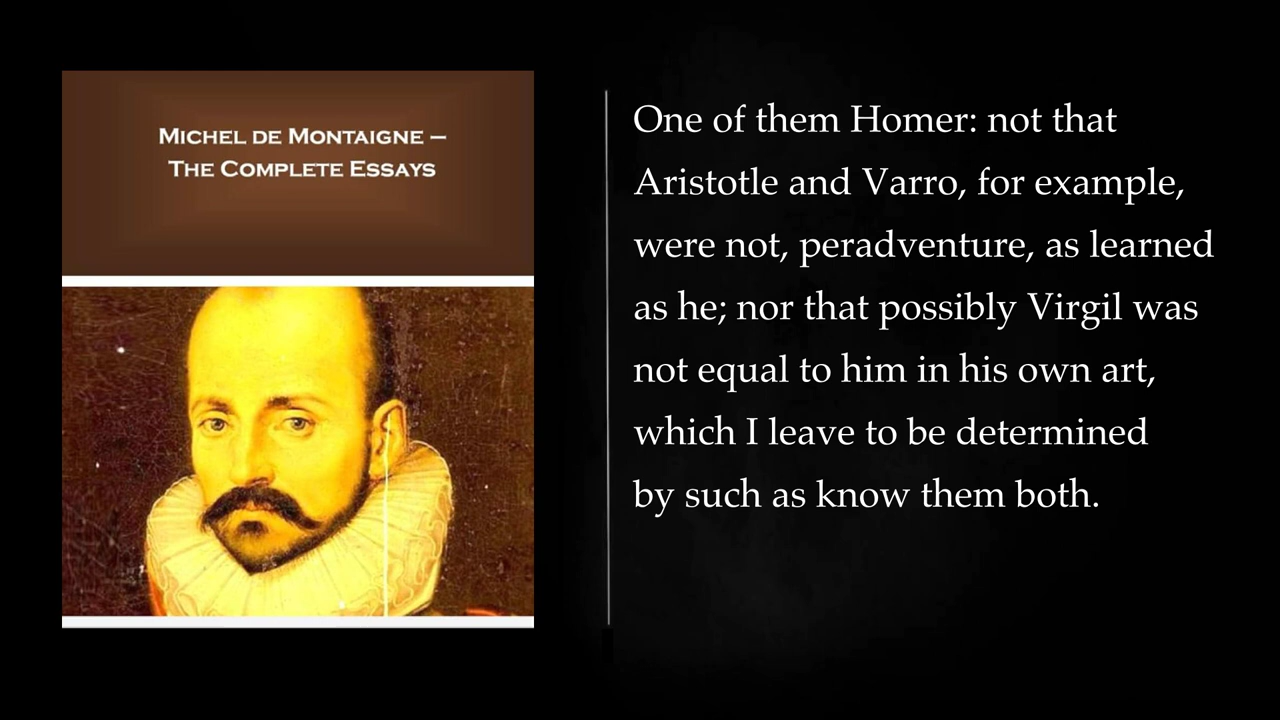 MICHEL DE MONTAIGNE –
THE COMPLETE ESSAYS
One of them Homer: not that
Aristotle and Varro, for example,
were not, peradventure, as learned
as he; nor that possibly Virgil was
not equal to him in his own art,
which I leave to be determined
by such as know them both.